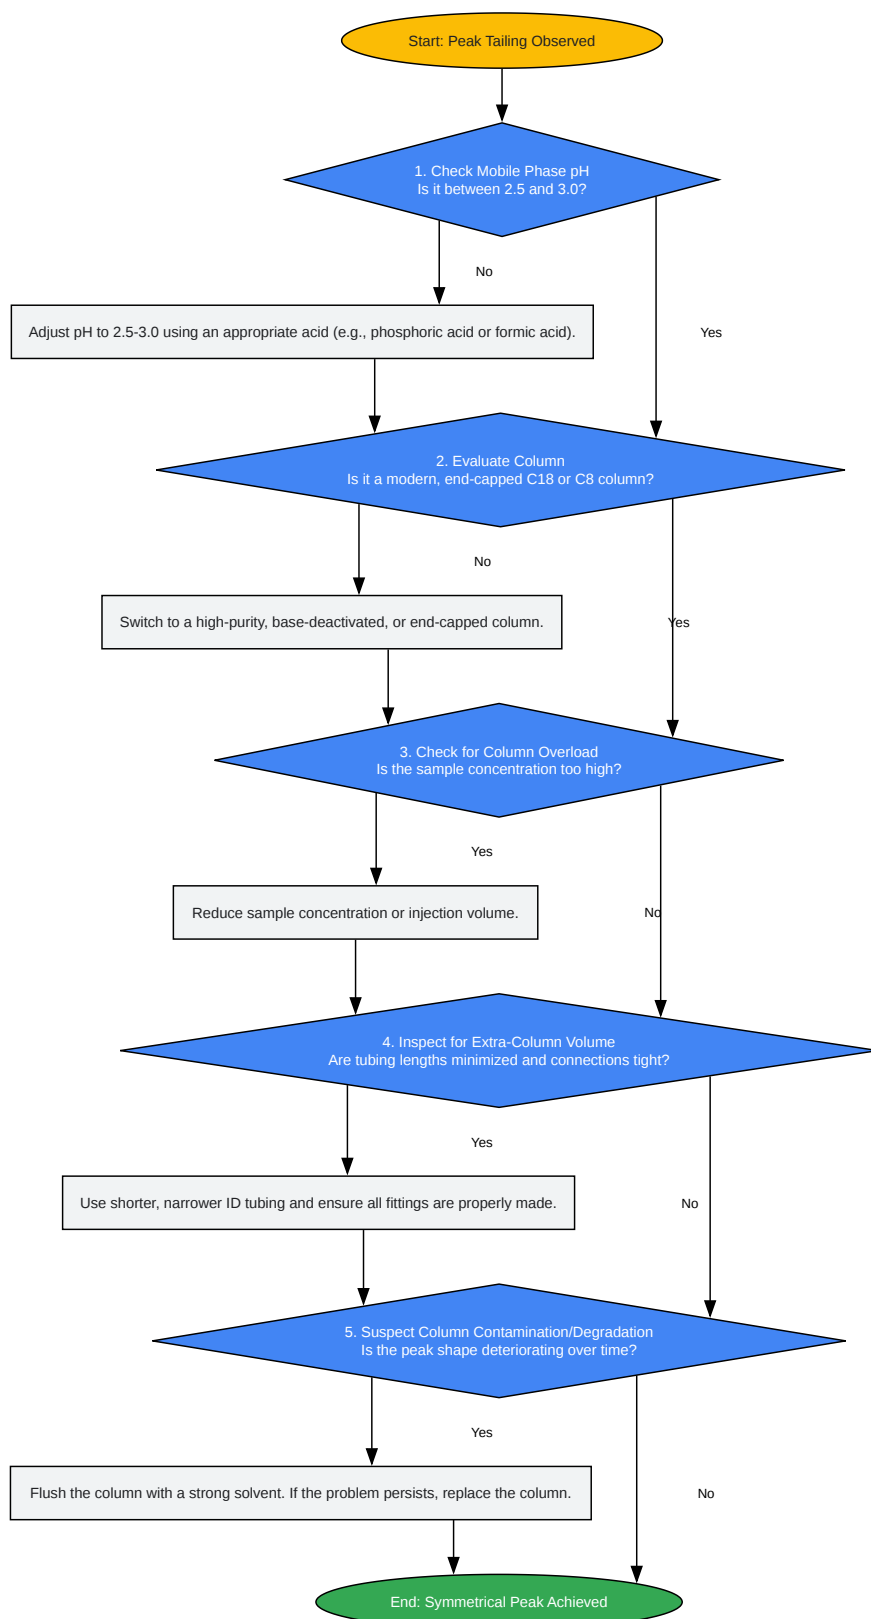 Start: Peak Tailing Observed
1. Check Mobile Phase pH
Is it between 2.5 and 3.0?
No
Adjust pH to 2.5-3.0 using an appropriate acid (e.g., phosphoric acid or formic acid).
Yes
2. Evaluate Column
Is it a modern, end-capped C18 or C8 column?
No
Switch to a high-purity, base-deactivated, or end-capped column.
Yes
3. Check for Column Overload
Is the sample concentration too high?
Yes
Reduce sample concentration or injection volume.
No
4. Inspect for Extra-Column Volume
Are tubing lengths minimized and connections tight?
Yes
Use shorter, narrower ID tubing and ensure all fittings are properly made.
No
5. Suspect Column Contamination/Degradation
Is the peak shape deteriorating over time?
Yes
Flush the column with a strong solvent. If the problem persists, replace the column.
No
End: Symmetrical Peak Achieved